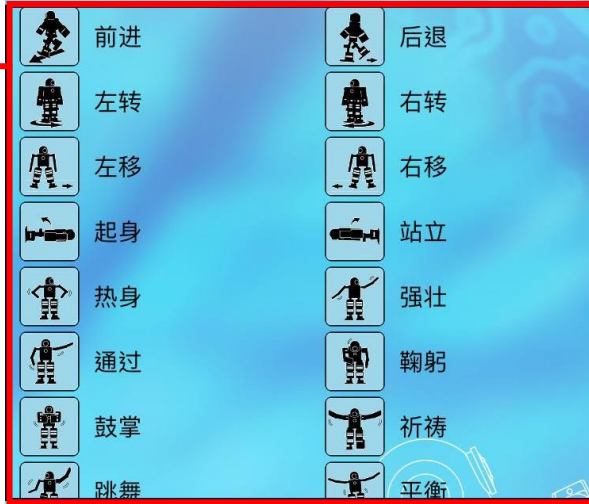 前进 后退
左转 右转
左移 右移
起身 站立
热身 强壮
通过 鞠躬
鼓掌 祈祷
跳舞 平衡